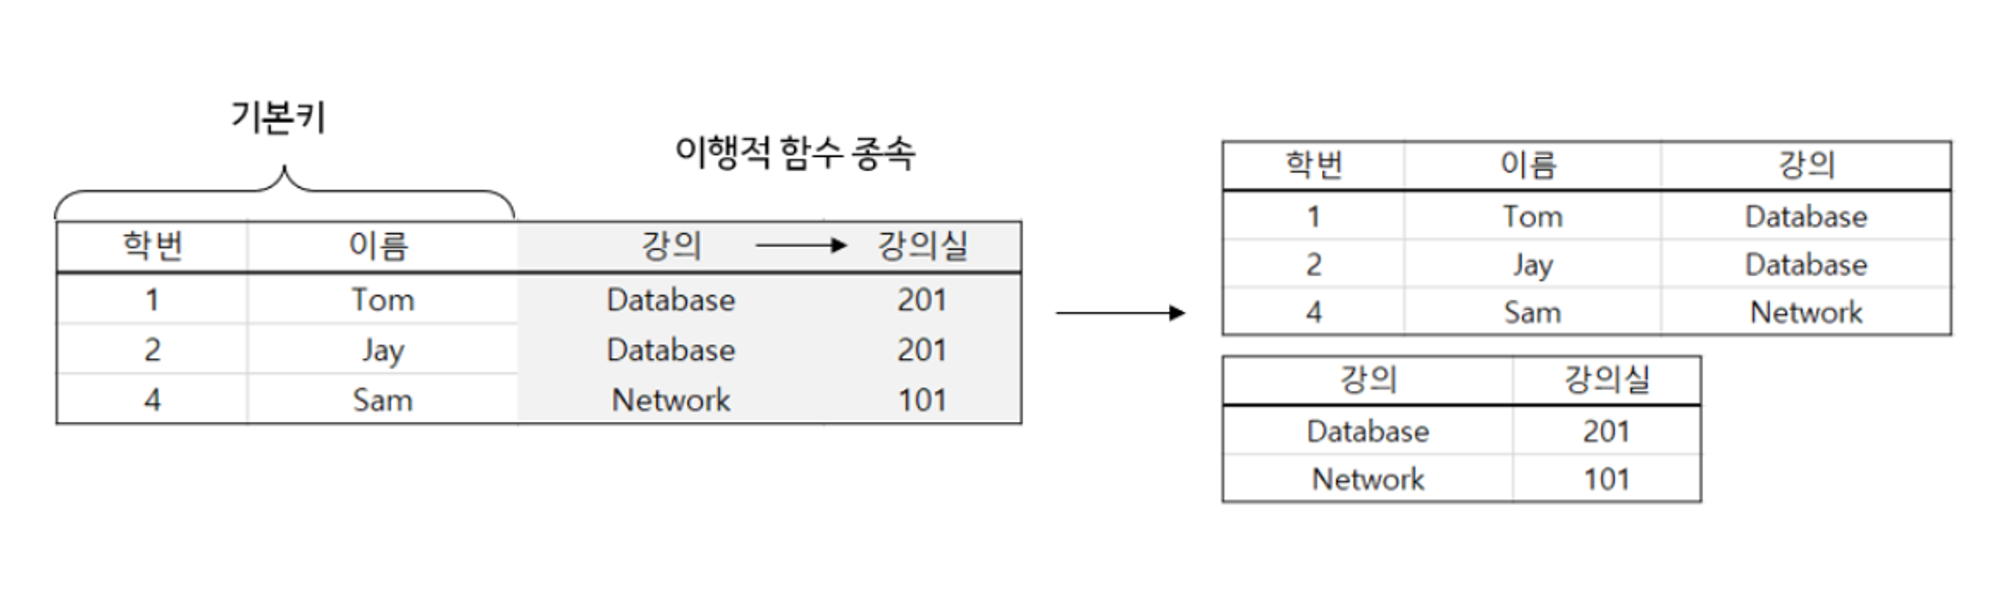 기본키
이행적 함수 종속
학번 이름 강의 강의실
1 Tom Database 201
2 Jay Database 201
4 Sam Network 101
학번 이름 강의
1 Tom Database
2 Jay Database
4 Sam Network
강의 강의실
Database 201
Network 101